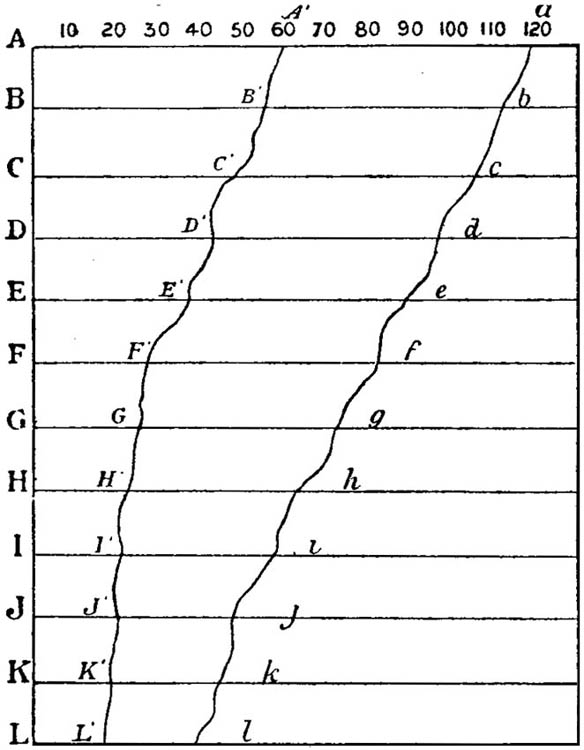 A' a
A 10 20 30 40 50 60 70 80 90 100 110 120
B B' b
C C' c
D D' d
E E' e
F F' f
G G g
H H' h
I I' i
J J' J
K K' k
L L' l